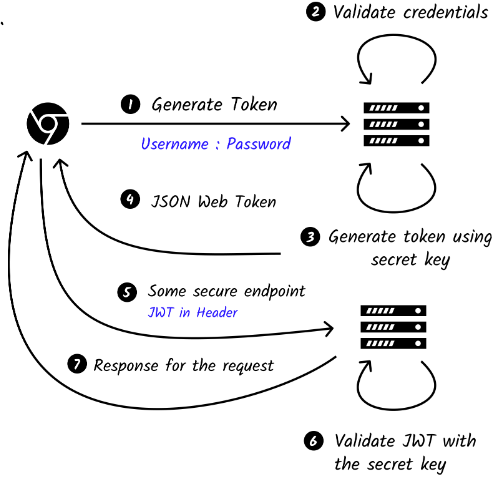 2 Validate credentials
1 Generate Token
Username : Password
4 JSON Web Token
3 Generate token using
secret key
5 Some secure endpoint
JWT in Header
7 Response for the request
6 Validate JWT with
the secret key